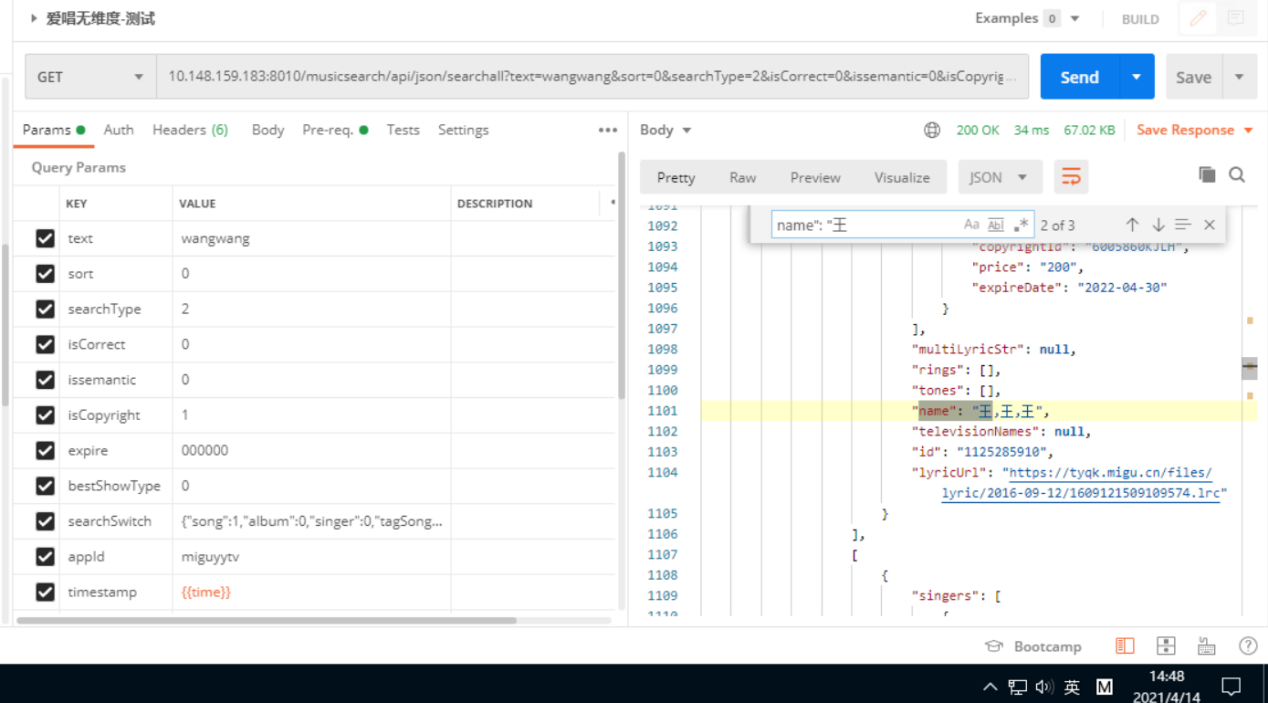 爱唱无维度-测试
Examples 0
BUILD
GET
10.148.159.183:8010/musicsearch/api/json/searchall?text=wangwang&sort=0&searchType=2&isCorrect=0&issemantic=0&isCopyrig...
Send
Save
Params Auth Headers (6) Body Pre-req. Tests Settings
Body 200 OK 34 ms 67.02 KB Save Response
Query Params
Pretty Raw Preview Visualize JSON
KEY VALUE DESCRIPTION
text wangwang
sort 0
searchType 2
isCorrect 0
issemantic 0
isCopyright 1
expire 000000
bestShowType 0
searchSwitch {"song":1,"album":0,"singer":0,"tagSong...
appId miguyytv
timestamp {{time}}
name": "王 Aa Abl .* 2 of 3
1091
1092
1093 "copyrightId": "6005860KJLH",
1094 "price": "200",
1095 "expireDate": "2022-04-30"
1096 }
1097 ],
1098 "multiLyricStr": null,
1099 "rings": [],
1100 "tones": [],
1101 "name": "王,王,王",
1102 "televisionNames": null,
1103 "id": "1125285910",
1104 "lyricUrl": "https://tyqk.migu.cn/files/
lyric/2016-09-12/1609121509109574.lrc"
1105 }
1106 ],
1107 [
1108 {
1109 "singers": [
1110 {
Bootcamp
英 M
14:48
2021/4/14